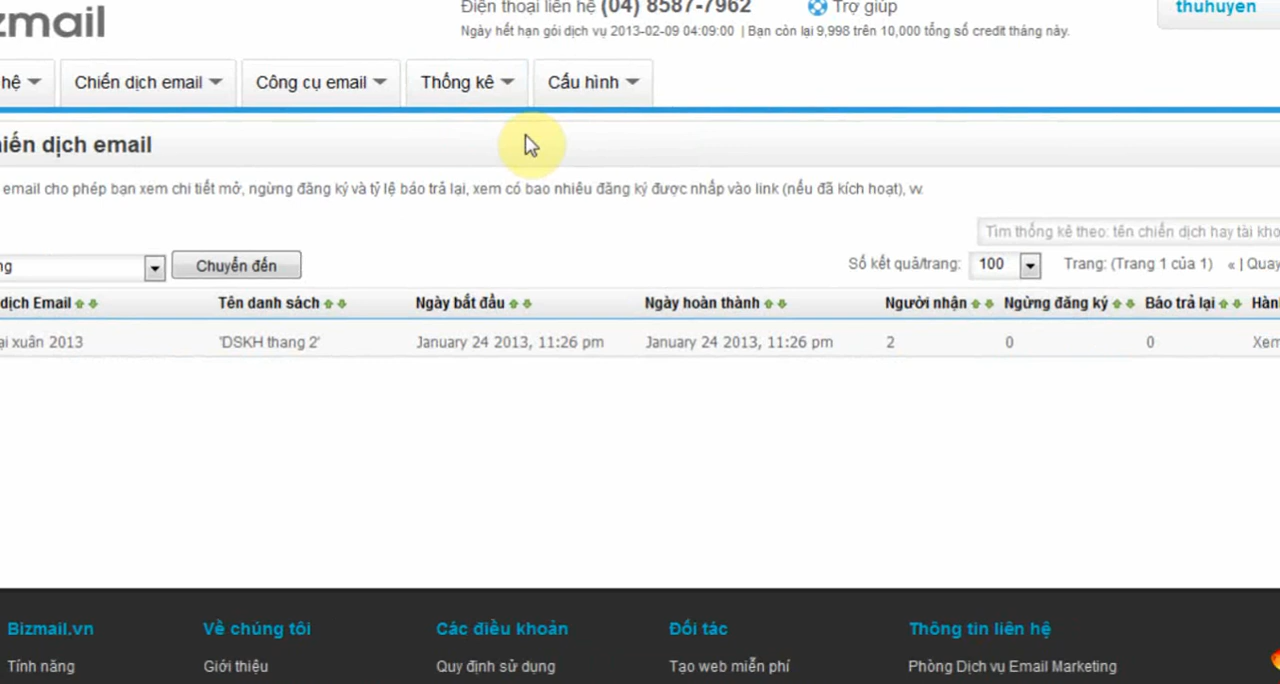 zmail
Điện thoại liên hệ (04) 8587-7962
Trợ giúp
thuhuyen
Ngày hết hạn gói dịch vụ 2013-02-09 04:09:00 | Bạn còn lại 9,998 trên 10,000 tổng số credit tháng này.
hệ
Chiến dịch email
Công cụ email
Thống kê
Cấu hình
iến dịch email
email cho phép bạn xem chi tiết mở, ngừng đăng ký và tỷ lệ báo trả lại, xem có bao nhiêu đăng ký được nhấp vào link (nếu đã kích hoạt), vv.
Tìm thống kê theo: tên chiến dịch hay tài kho
ng
Chuyển đến
Số kết quả/trang: 100 Trang: (Trang 1 của 1) « | Quay
dịch Email Tên danh sách Ngày bắt đầu Ngày hoàn thành Người nhận Ngừng đăng ký Báo trả lại Hàn
ại xuân 2013 'DSKH thang 2' January 24 2013, 11:26 pm January 24 2013, 11:26 pm 2 0 0 Xem
Bizmail.vn Về chúng tôi Các điều khoản Đối tác Thông tin liên hệ
Tính năng Giới thiệu Quy định sử dụng Tạo web miễn phí Phòng Dịch vụ Email Marketing